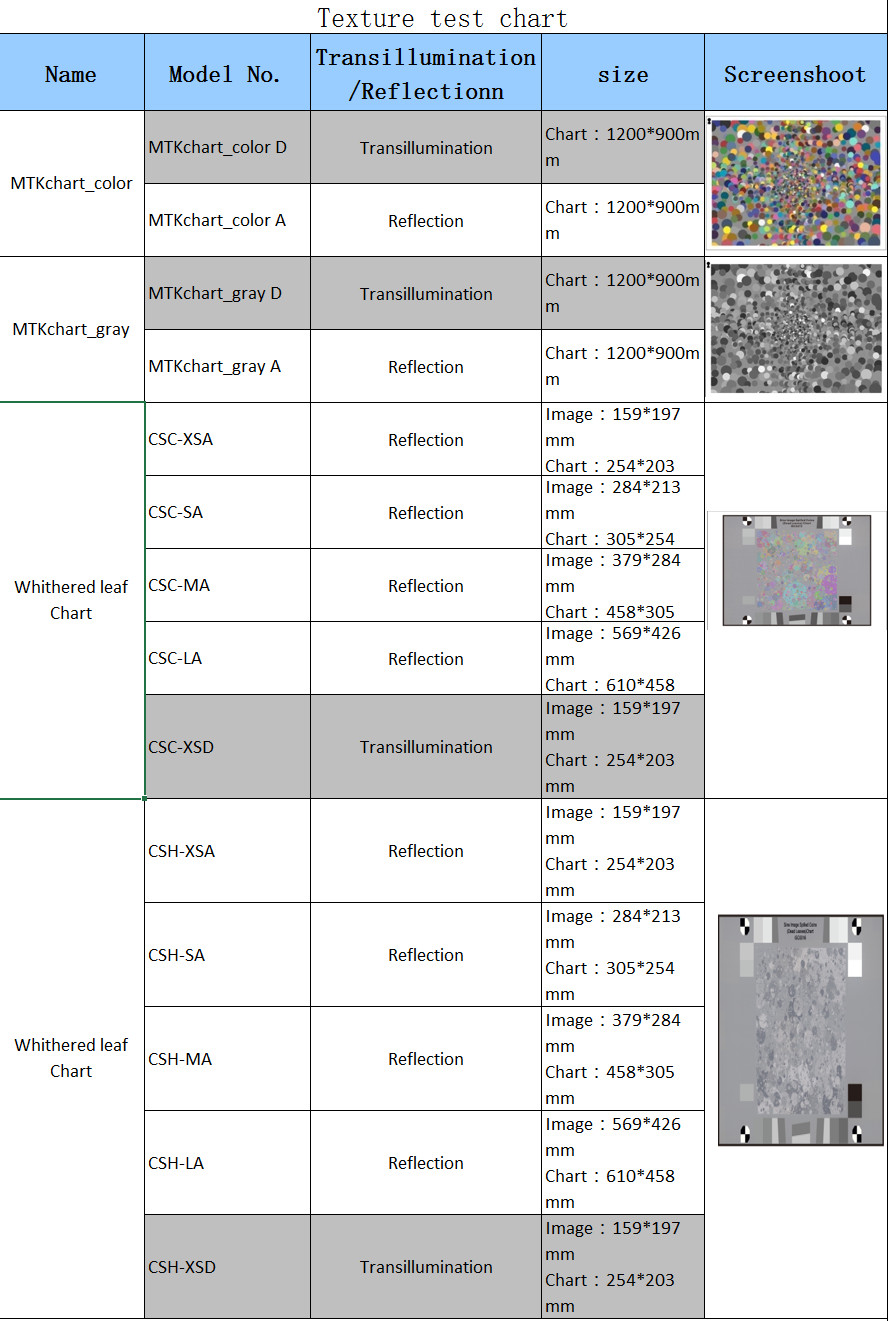 Texture test chart
Name
Model No.
Transillumination
/Reflectionn
size
Screenshoot
MTKchart_color
MTKchart_color D
Transillumination
Chart：1200*900m
m
MTKchart_color A
Reflection
Chart：1200*900m
m
MTKchart_gray
MTKchart_gray D
Transillumination
Chart：1200*900m
m
MTKchart_gray A
Reflection
Chart：1200*900m
m
Whithered leaf
Chart
CSC-XSA
Reflection
Image：159*197
mm
Chart：254*203
CSC-SA
Reflection
Image：284*213
mm
Chart：305*254
CSC-MA
Reflection
Image：379*284
mm
Chart：458*305
CSC-LA
Reflection
Image：569*426
mm
Chart：610*458
CSC-XSD
Transillumination
Image：159*197
mm
Chart：254*203
mm
Whithered leaf
Chart
CSH-XSA
Reflection
Image：159*197
mm
Chart：254*203
mm
CSH-SA
Reflection
Image：284*213
mm
Chart：305*254
mm
CSH-MA
Reflection
Image：379*284
mm
Chart：458*305
mm
CSH-LA
Reflection
Image：569*426
mm
Chart：610*458
mm
CSH-XSD
Transillumination
Image：159*197
mm
Chart：254*203
mm